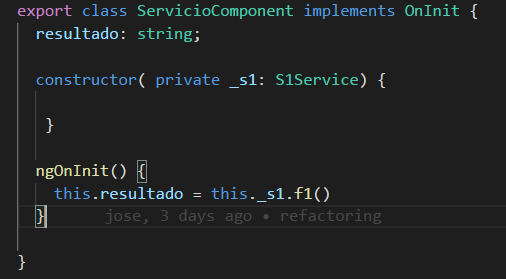 export class ServicioComponent implements OnInit {
resultado: string;
constructor( private _s1: S1Service) {
}
ngOnInit() {
this.resultado = this._s1.f1()
} jose, 3 days ago • refactoring
}